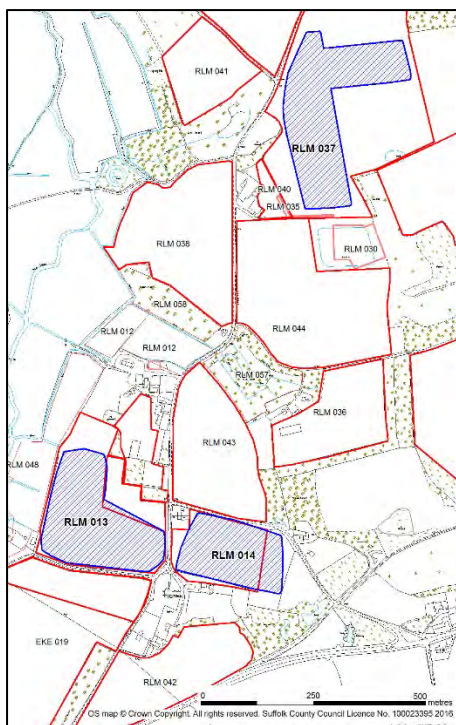 RLM 041
RLM 037
RLM 040
RLM 035
RLM 038
RLM 030
RLM 058
RLM 044
RLM 012
RLM 012
RLM 057
RLM 036
RLM 043
RLM 048
RLM 013
RLM 014
EKE 019
RLM 042
0 250 500
metres
OS map © Crown Copyright. All rights reserved. Suffolk County Council Licence No. 100023395 2016